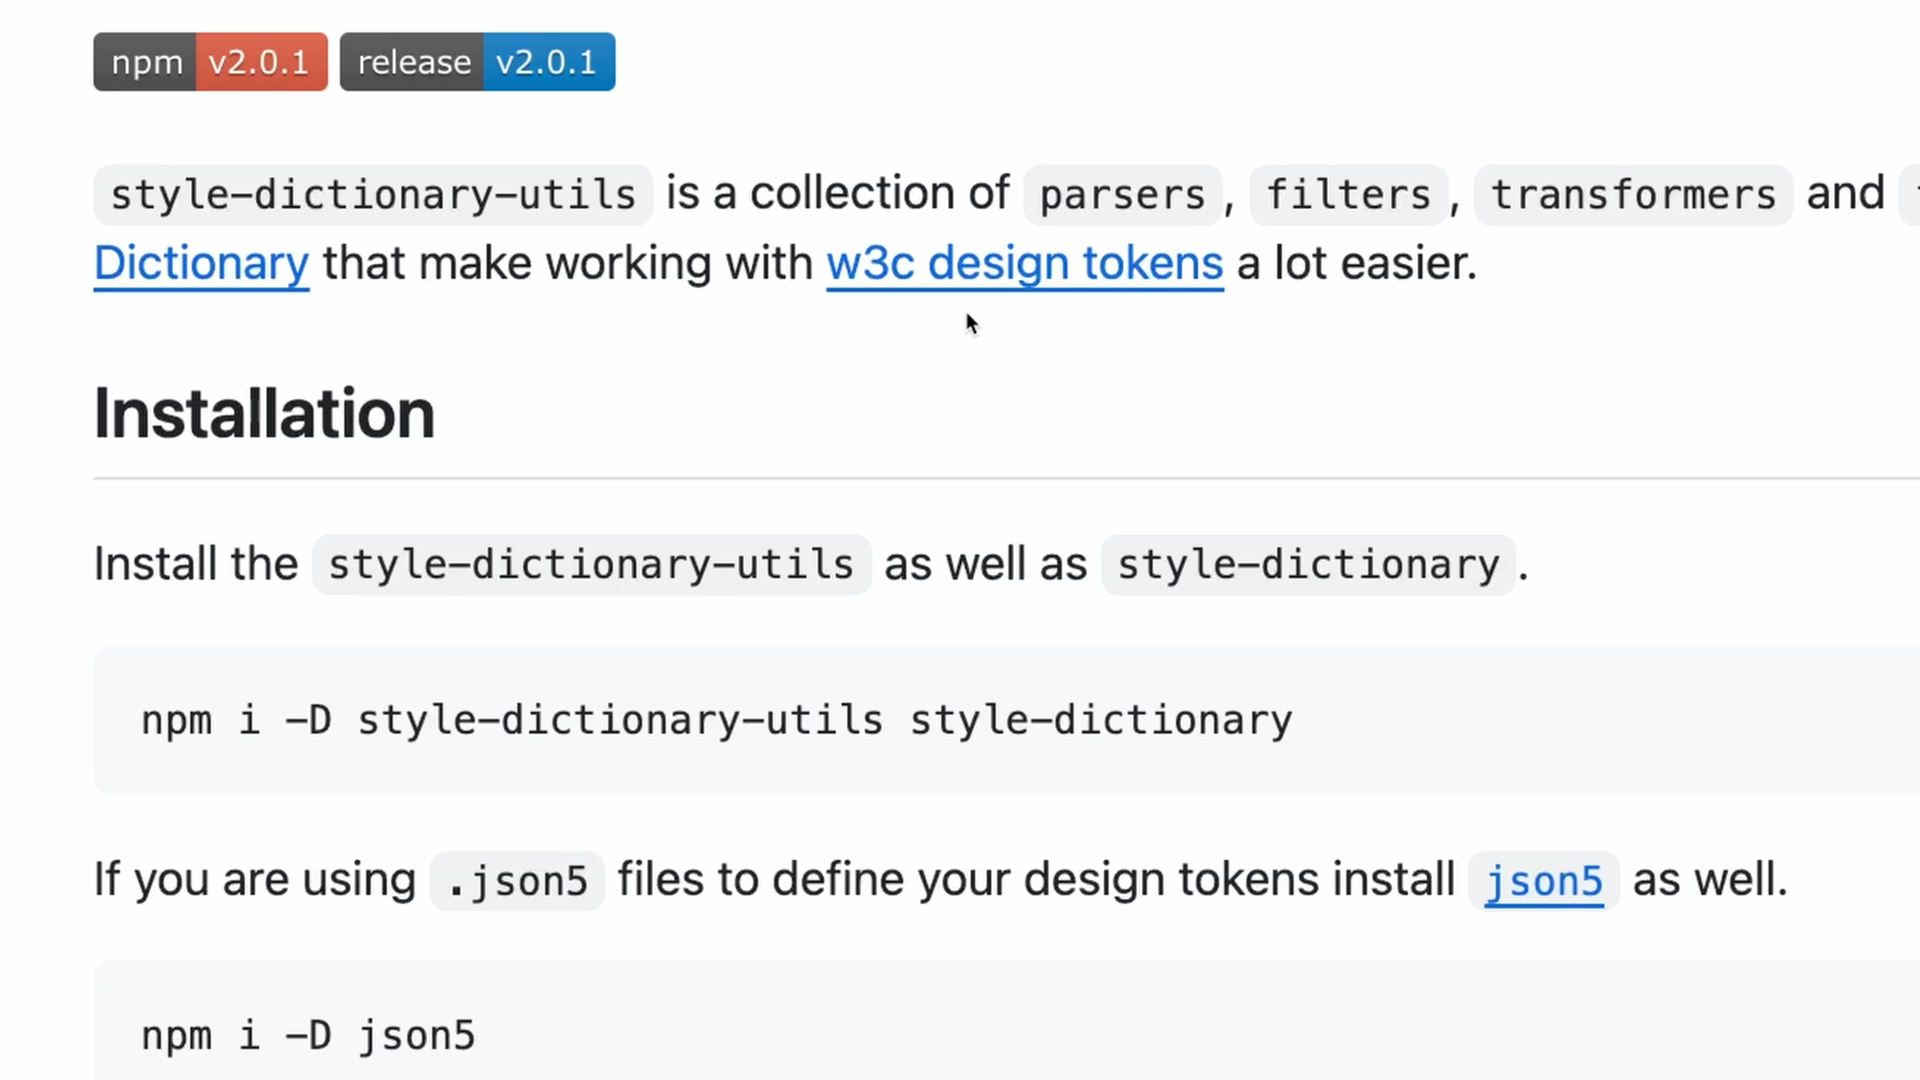 npm v2.0.1 release v2.0.1
style-dictionary-utils is a collection of parsers, filters, transformers and
Dictionary that make working with w3c design tokens a lot easier.
Installation
Install the style-dictionary-utils as well as style-dictionary.
npm i -D style-dictionary-utils style-dictionary
If you are using .json5 files to define your design tokens install json5 as well.
npm i -D json5